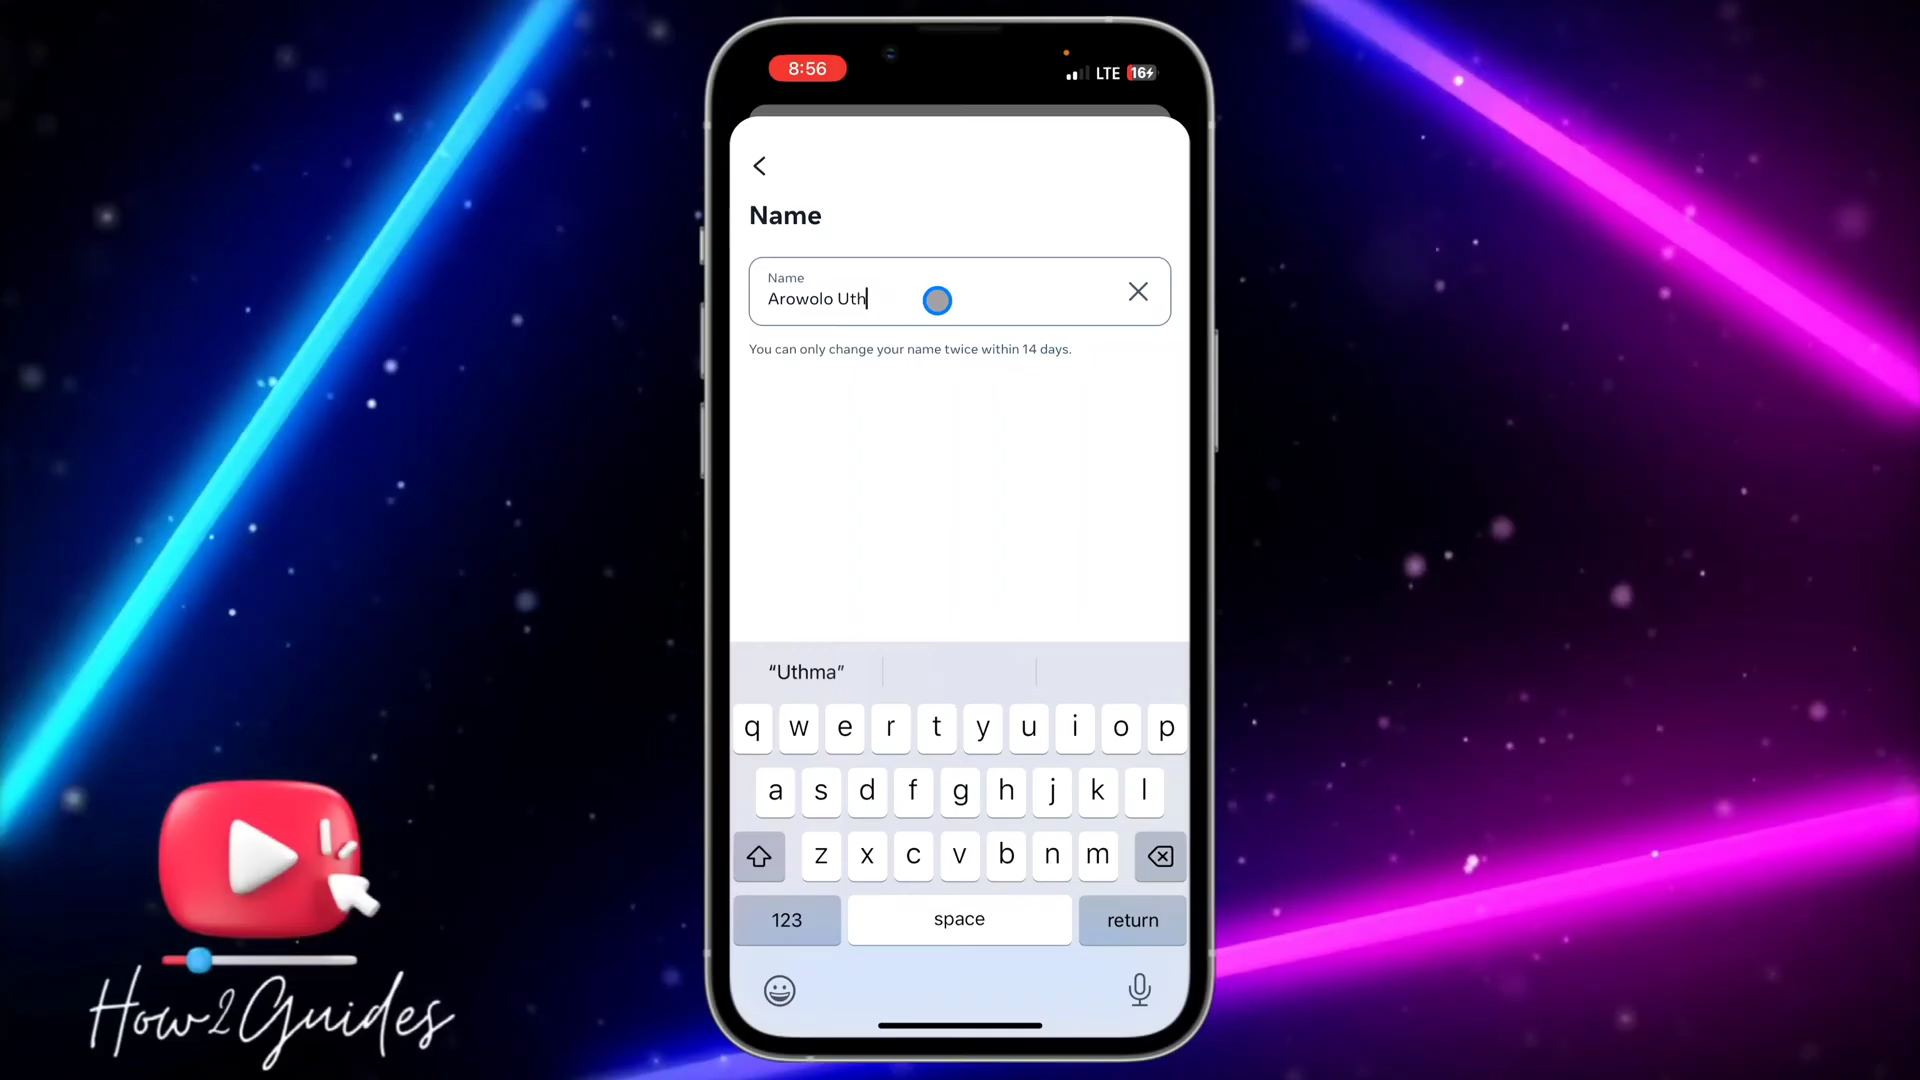 8:56
LTE 16
Name
Name
Arowolo Uth
You can only change your name twice within 14 days.
“Uthma”
q w e r t y u i o p
a s d f g h j k l
z x c v b n m
123 space return
How2Guides